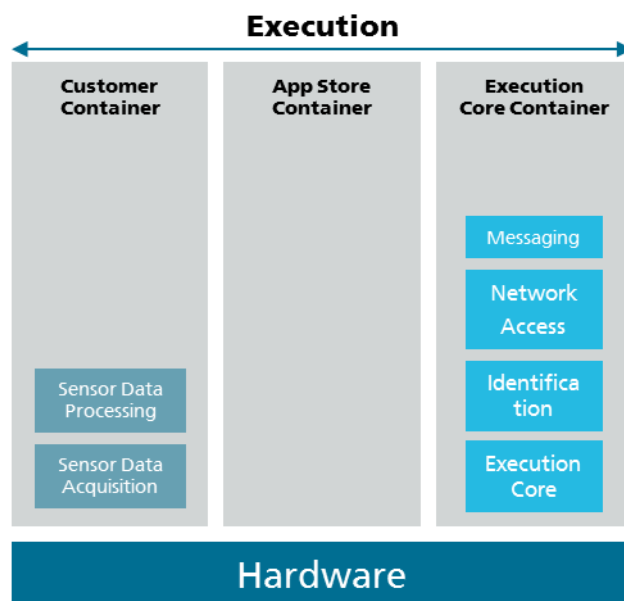 Execution
Customer
Container
App Store
Container
Execution
Core Container
Messaging
Network
Access
Sensor Data
Processing
Identifica
tion
Sensor Data
Acquisition
Execution
Core
Hardware